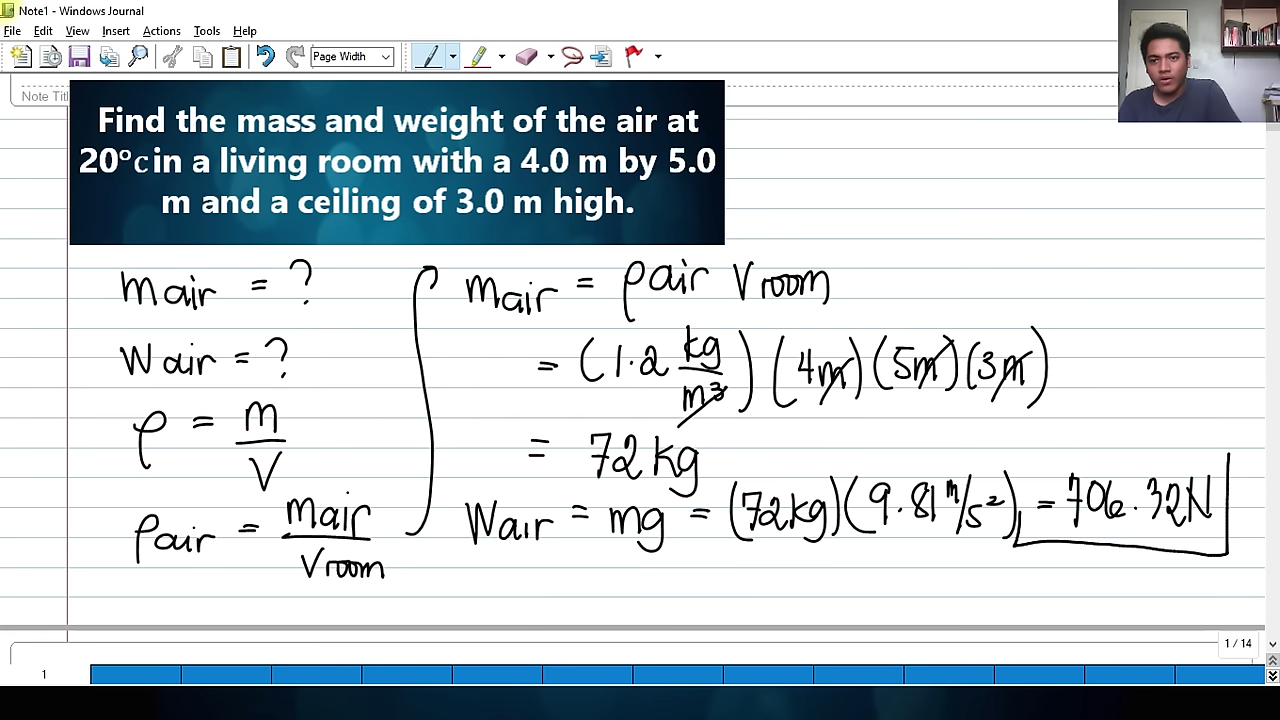 Note1 - Windows Journal
File Edit View Insert Actions Tools Help
Page Width
Note Titl
Find the mass and weight of the air at
20°c in a living room with a 4.0 m by 5.0
m and a ceiling of 3.0 m high.
mair = ?
Wair = ?
ρ = m/V
ρair = mair/Vroom
mair = ρair Vroom
= (1.2 kg/m³) (4m) (5m) (3m)
= 72 kg
Wair = mg = (72kg) (9.81 m/s²) = 706.32N
1 / 14
1